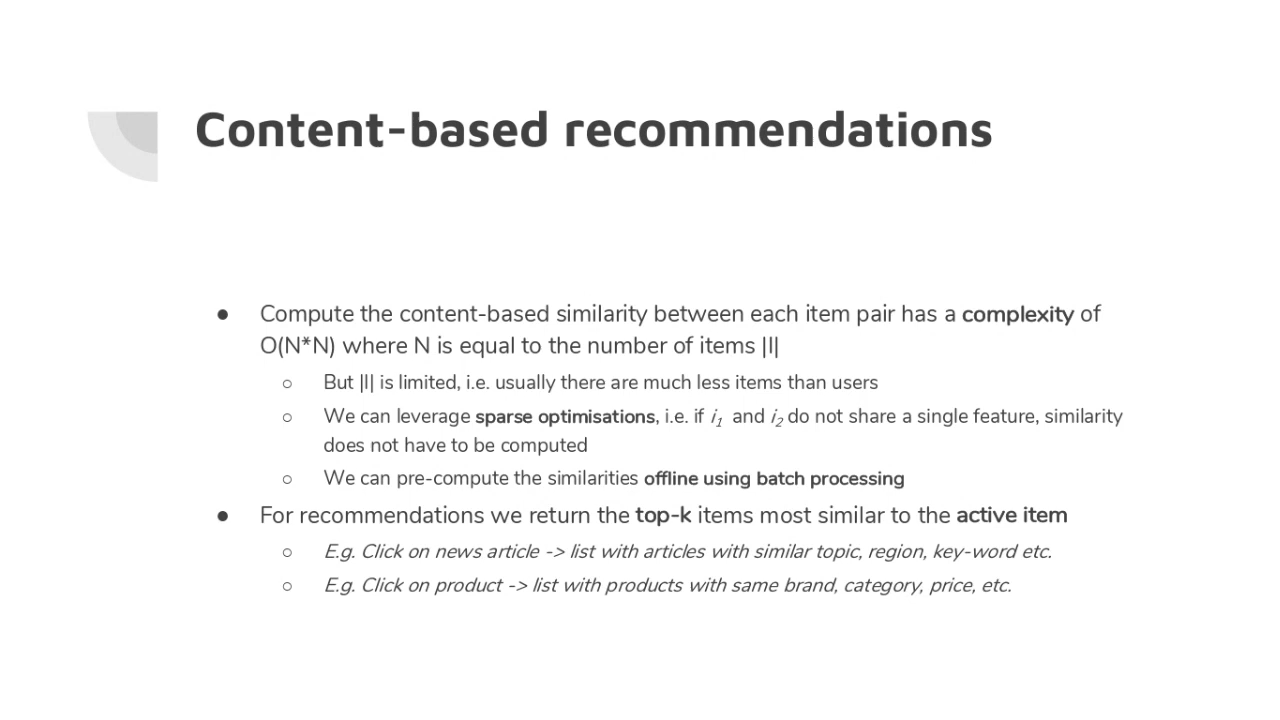 Content-based recommendations
● Compute the content-based similarity between each item pair has a complexity of
O(N*N) where N is equal to the number of items |I|
○ But |I| is limited, i.e. usually there are much less items than users
○ We can leverage sparse optimisations, i.e. if i1 and i2 do not share a single feature, similarity
does not have to be computed
○ We can pre-compute the similarities offline using batch processing
● For recommendations we return the top-k items most similar to the active item
○ E.g. Click on news article -> list with articles with similar topic, region, key-word etc.
○ E.g. Click on product -> list with products with same brand, category, price, etc.